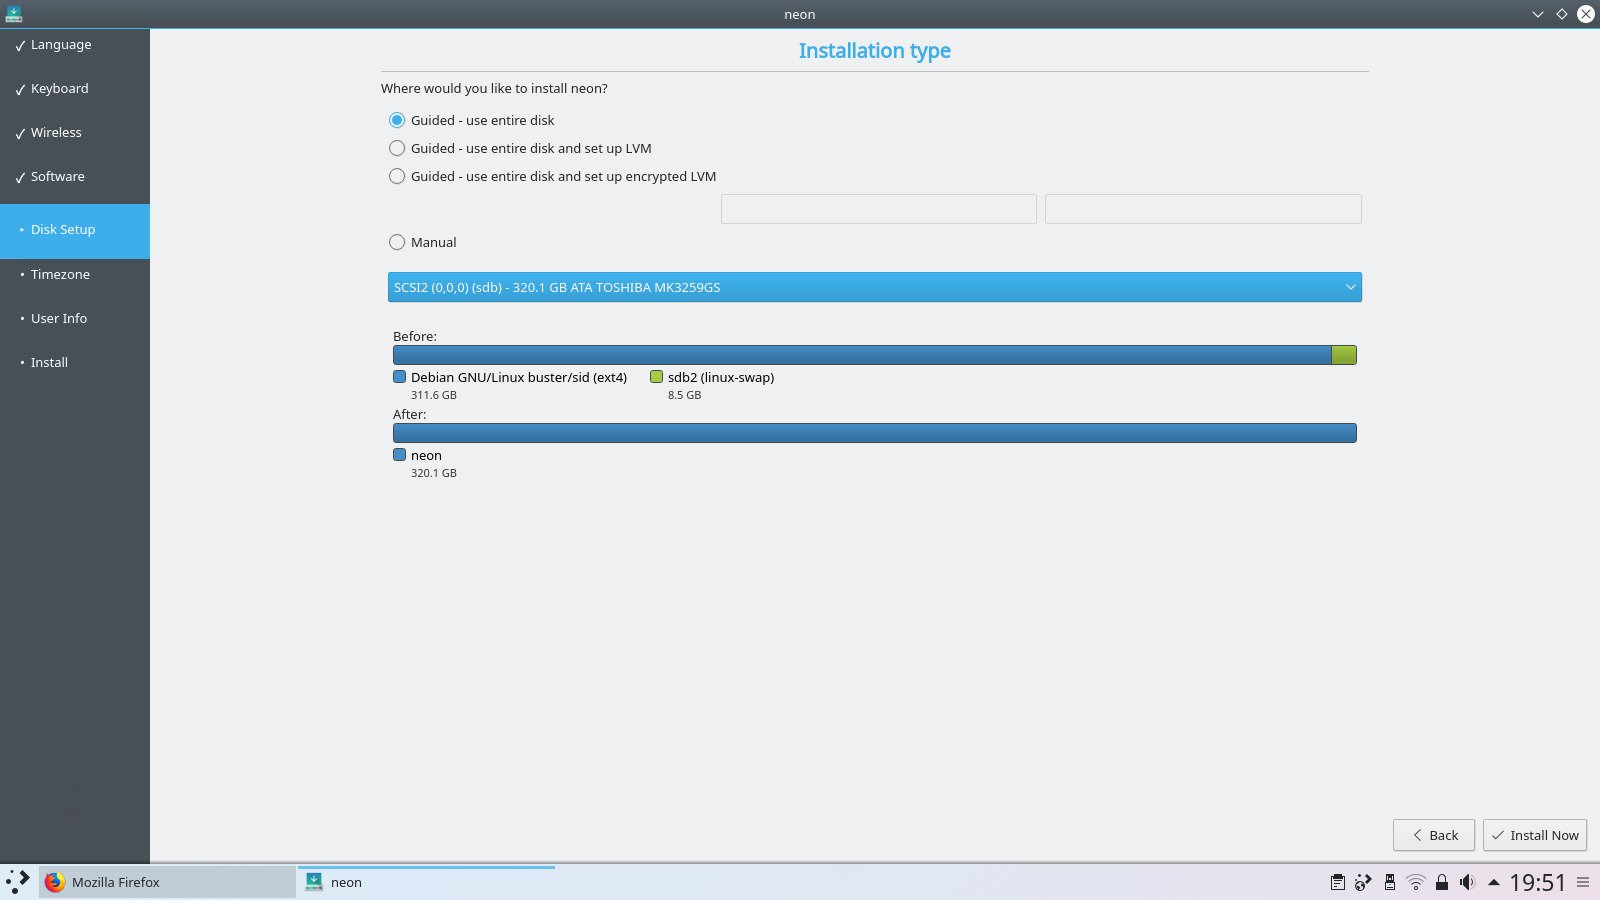 neon
Language
Keyboard
Wireless
Software
Disk Setup
Timezone
User Info
Install
Installation type
Where would you like to install neon?
Guided - use entire disk
Guided - use entire disk and set up LVM
Guided - use entire disk and set up encrypted LVM
Manual
SCSI2 (0,0,0) (sdb) - 320.1 GB ATA TOSHIBA MK3259GS
Before:
Debian GNU/Linux buster/sid (ext4) sdb2 (linux-swap)
311.6 GB 8.5 GB
After:
neon
320.1 GB
Back Install Now
Mozilla Firefox neon 19:51